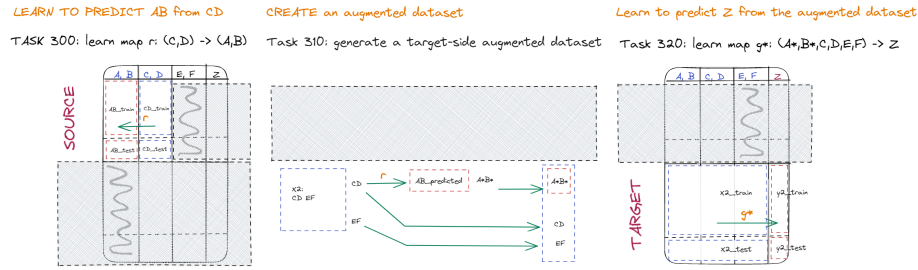 LEARN TO PREDICT AB from CD
TASK 300: learn map r: (C,D) -> (A,B)
A, B
C, D
E, F
Z
SOURCE
AB_train
CD_train
r
AB_test
CD_test
CREATE an augmented dataset
Task 310: generate a target-side augmented dataset
x2:
CD EF
CD
r
AB_predicted
A*B*
A*B*
CD
EF
EF
Learn to predict Z from the augmented dataset
Task 320: learn map g*: (A*,B*,C,D,E,F) -> Z
A, B
C, D
E, F
Z
TARGET
x2_train
y2_train
g*
x2_test
y2_test